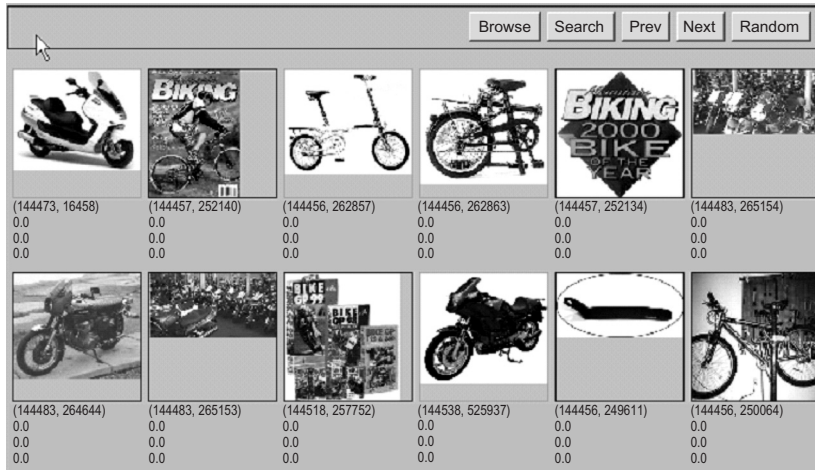 Browse Search Prev Next Random
BIKING
BIKING
2000
BIKE
OF THE
YEAR
(144473, 16458) (144457, 252140) (144456, 262857) (144456, 262863) (144457, 252134) (144483, 265154)
0.0 0.0 0.0 0.0 0.0 0.0
0.0 0.0 0.0 0.0 0.0 0.0
0.0 0.0 0.0 0.0 0.0 0.0
BIKE
GP 99
BIKE
BIKE
(144483, 264644) (144483, 265153) (144518, 257752) (144538, 525937) (144456, 249611) (144456, 250064)
0.0 0.0 0.0 0.0 0.0 0.0
0.0 0.0 0.0 0.0 0.0 0.0
0.0 0.0 0.0 0.0 0.0 0.0